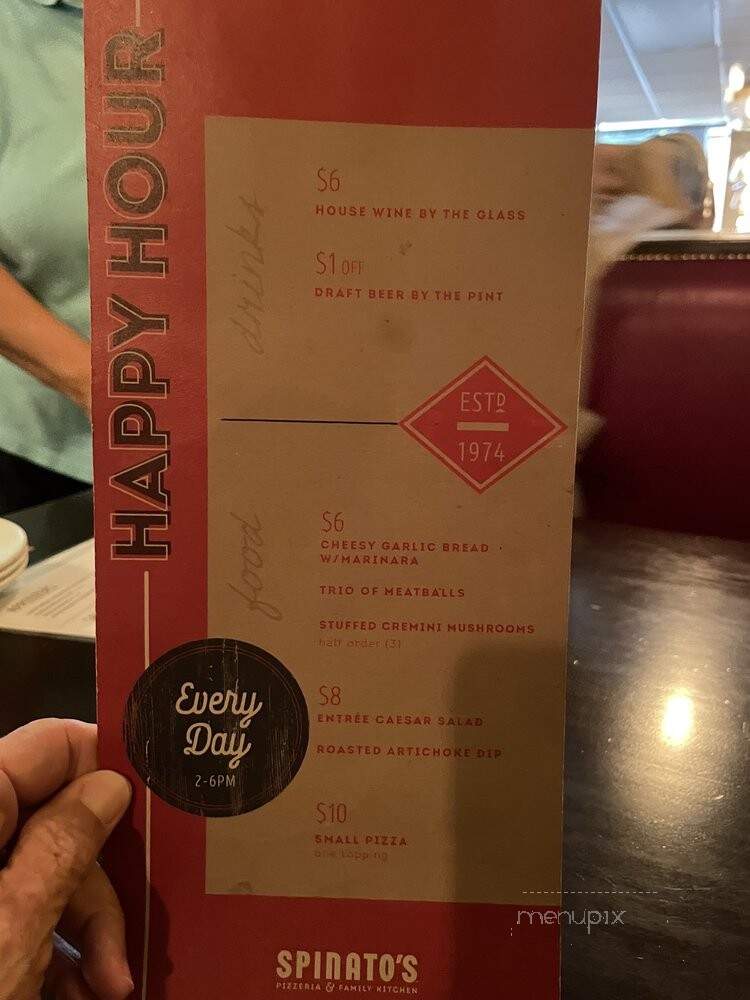 HAPPY HOUR
drinks
$6
HOUSE WINE BY THE GLASS
$1 OFF
DRAFT BEER BY THE PINT
ESTD
1974
food
$6
CHEESY GARLIC BREAD
W/MARINARA
TRIO OF MEATBALLS
STUFFED CREMINI MUSHROOMS
half order (3)
$8
ENTRÉE CAESAR SALAD
ROASTED ARTICHOKE DIP
$10
SMALL PIZZA
one topping
Every
Day
2-6PM
SPINATO'S
PIZZERIA & FAMILY KITCHEN
menupix